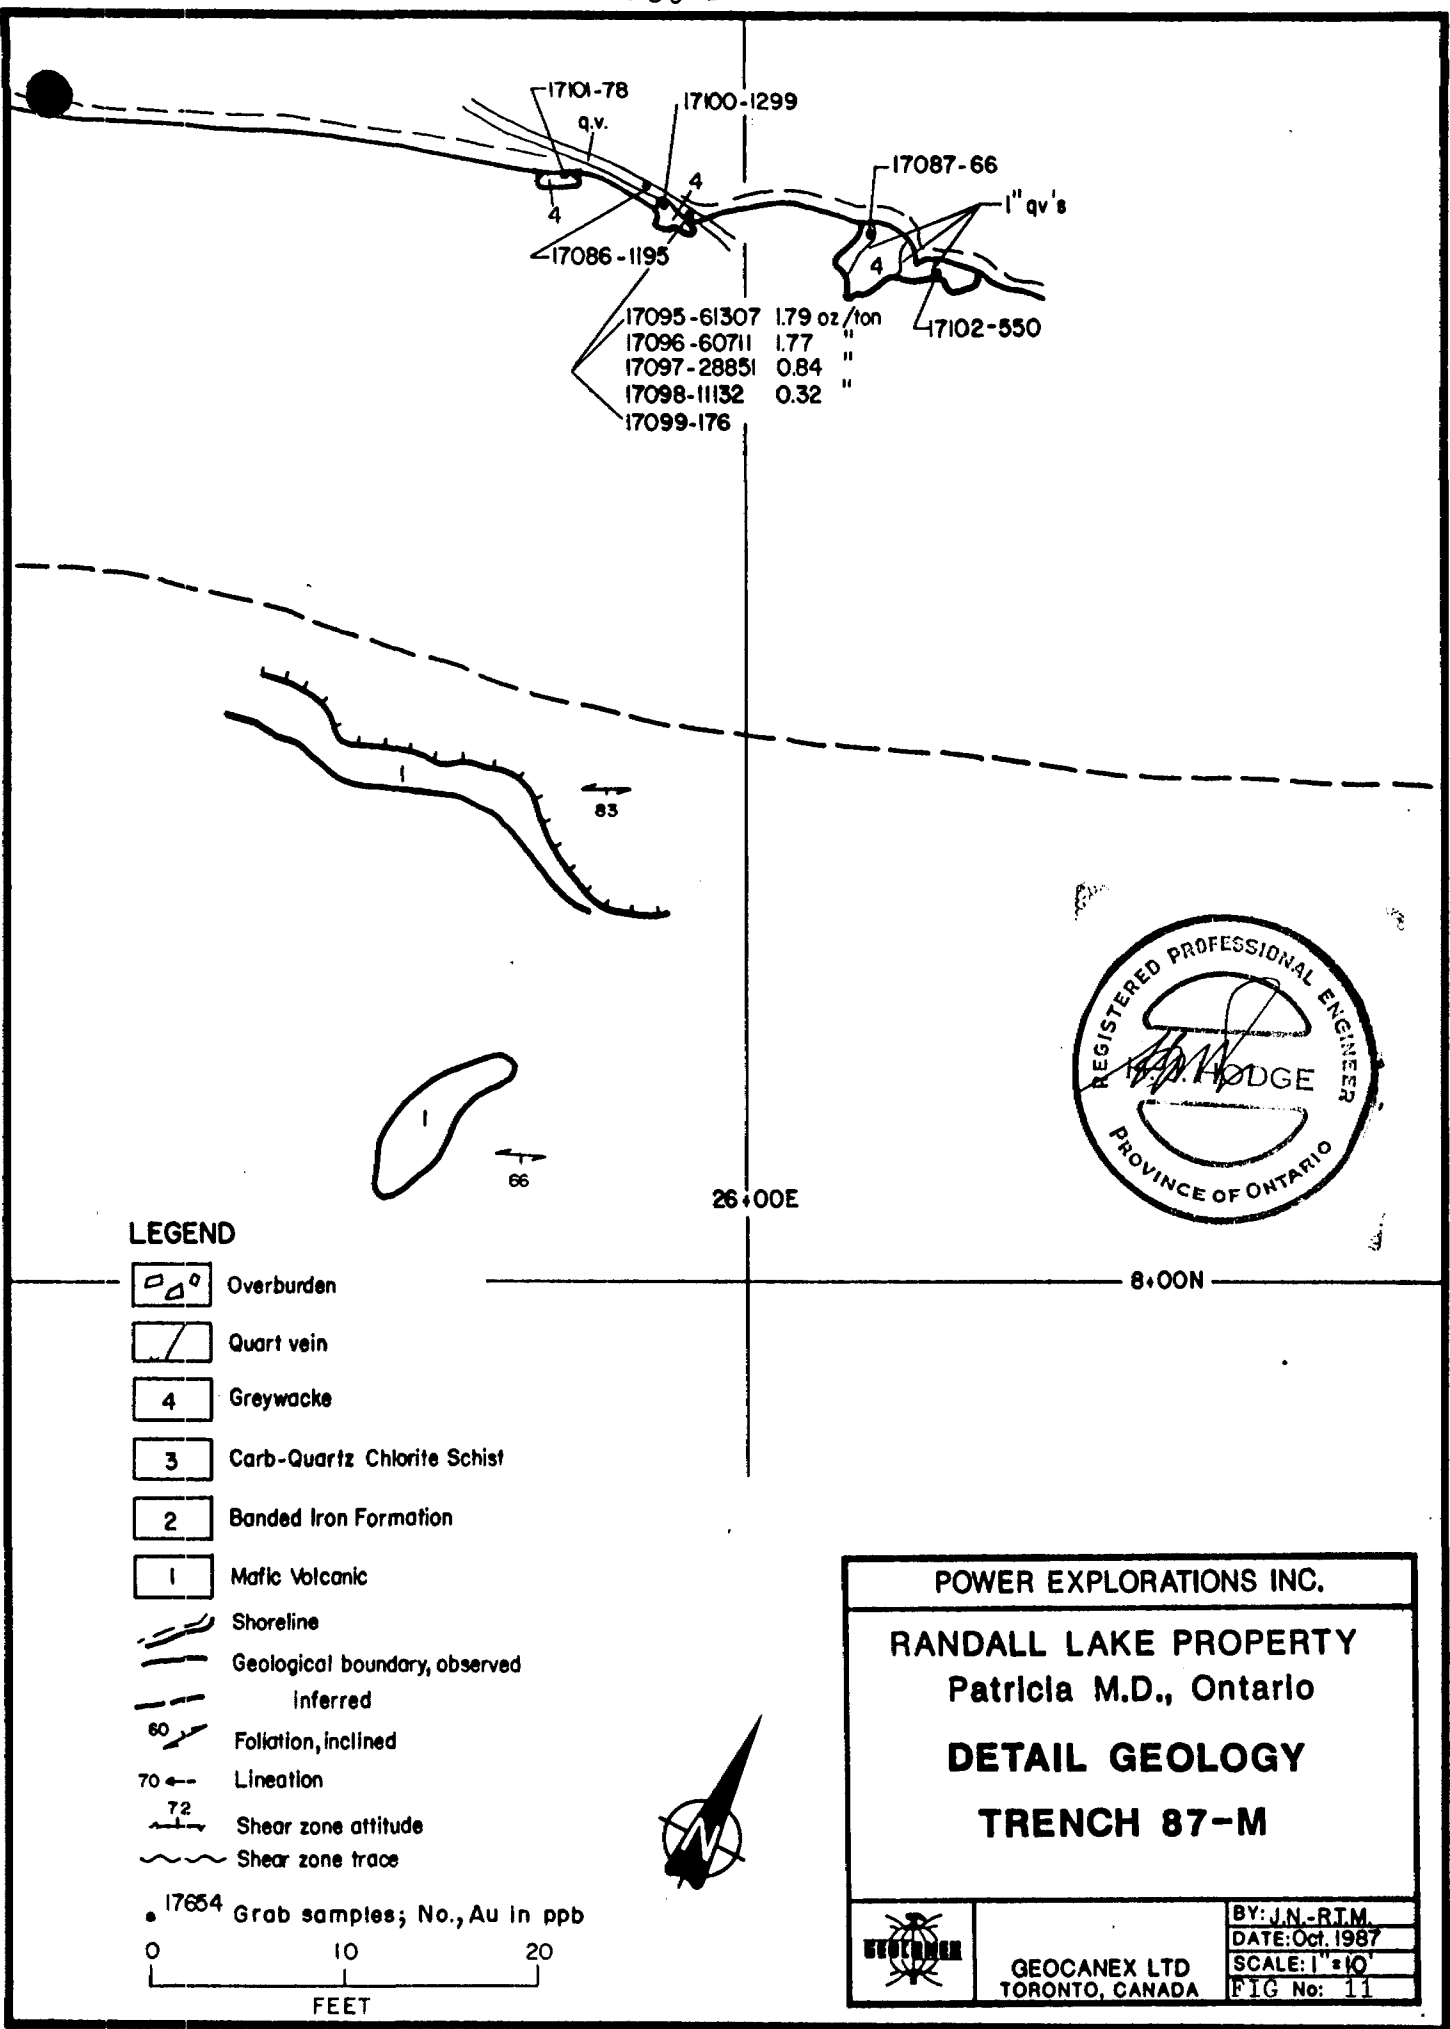 17101-78
17100-1299
q.v.
17087-66
4
4
1" qv's
17086-1195
4
17095-61307 1.79 oz/ton
17102-550
17096-60711 1.77 "
17097-28851 0.84 "
17098-11132 0.32 "
17099-176
1
83
REGISTERED PROFESSIONAL ENGINEER
HODGE
PROVINCE OF ONTARIO
1
66
26+00E
8+00N
LEGEND
Overburden
Quart vein
4 Greywacke
3 Carb-Quartz Chlorite Schist
2 Banded Iron Formation
1 Mafic Volcanic
Shoreline
Geological boundary, observed
inferred
60 Foliation, inclined
70 Lineation
72 Shear zone attitude
Shear zone trace
17654 Grab samples; No., Au in ppb
0 10 20
FEET
N
POWER EXPLORATIONS INC.
RANDALL LAKE PROPERTY
Patricia M.D., Ontario
DETAIL GEOLOGY
TRENCH 87-M
GEOCANEX
GEOCANEX LTD
TORONTO, CANADA
BY: J.N.-R.T.M.
DATE: Oct. 1987
SCALE: 1"=10'
FIG No: 11